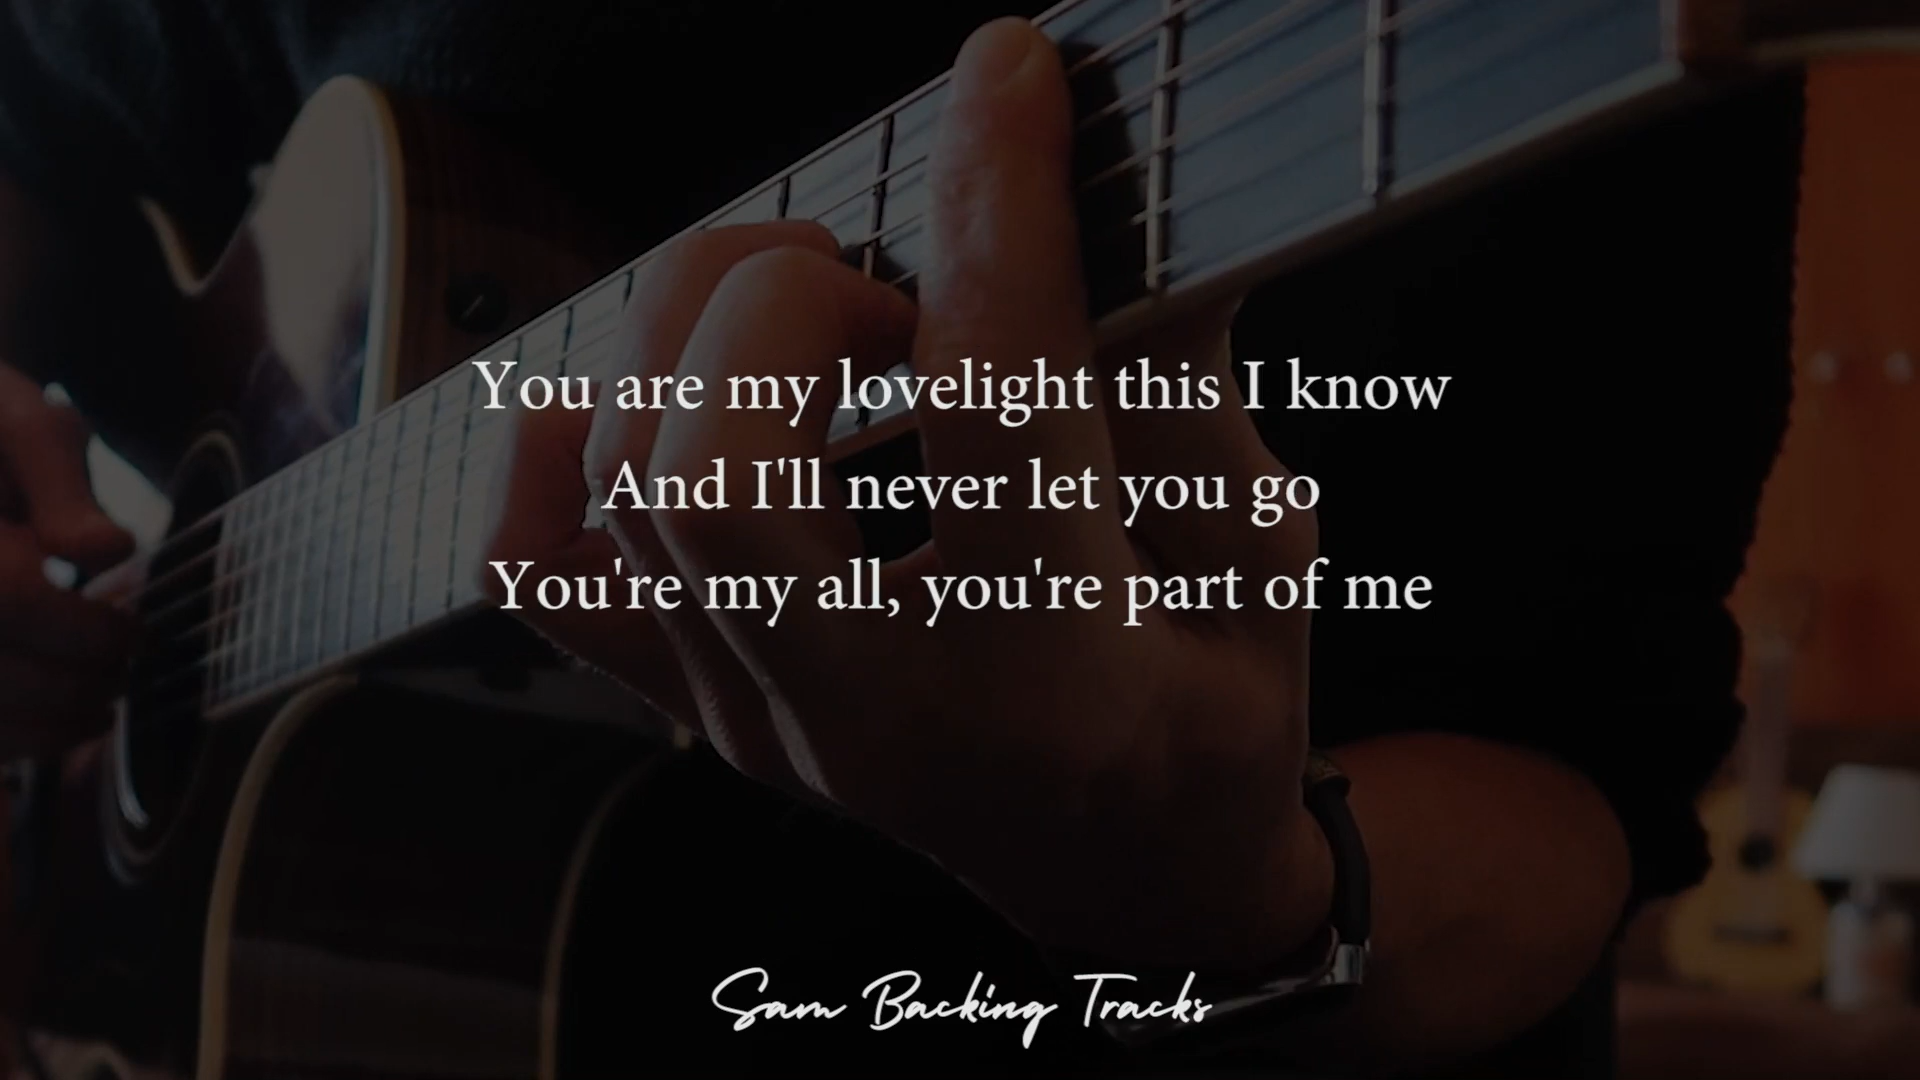 You are my lovelight this I know
And I'll never let you go
You're my all, you're part of me
Sam Backing Tracks